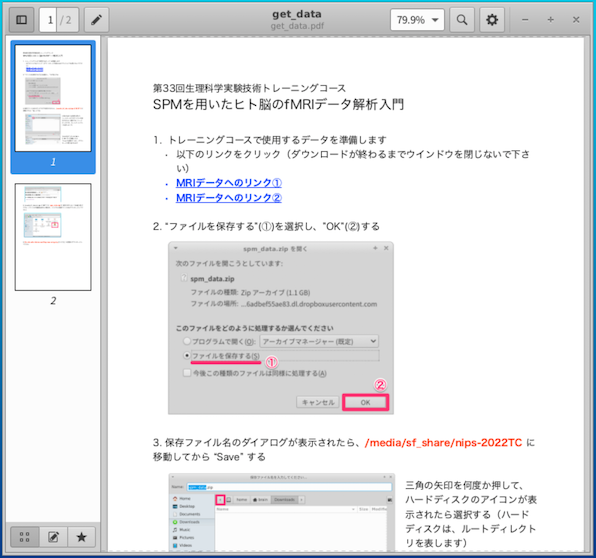 get_data
get_data.pdf
1 / 2
79.9%
第33回生理科学実験技術トレーニングコース
SPMを用いたヒト脳のfMRIデータ解析入門
1. トレーニングコースで使用するデータを準備します
・ 以下のリンクをクリック（ダウンロードが終わるまでウインドウを閉じないで下さ
い）
・ MRIデータへのリンク①
・ MRIデータへのリンク②
2. “ファイルを保存する”(①)を選択し、“OK”(②)する
spm_data.zip を開く
次のファイルを開こうとしています:
spm_data.zip
ファイルの種類: Zip アーカイブ (1.1 GB)
ファイルの場所: ...6adbef55ae83.dl.dropboxusercontent.com
このファイルをどのように処理するか選んでください
プログラムで開く(O): アーカイブマネージャー (既定)
ファイルを保存する(S) ①
今後この種類のファイルは同様に処理する(A)
②
キャンセル OK
3. 保存ファイル名のダイアログが表示されたら、/media/sf_share/nips-2022TC に
移動してから “Save” する
Name: spm_data.zip
Home
Desktop
Documents
Downloads
Music
Pictures
Videos
home Downloads
Name
Size
三角の矢印を何度か押して、
ハードディスクのアイコンが表
示されたら選択する（ハード
ディスクは、ルートディレクト
リを表します）
1
2